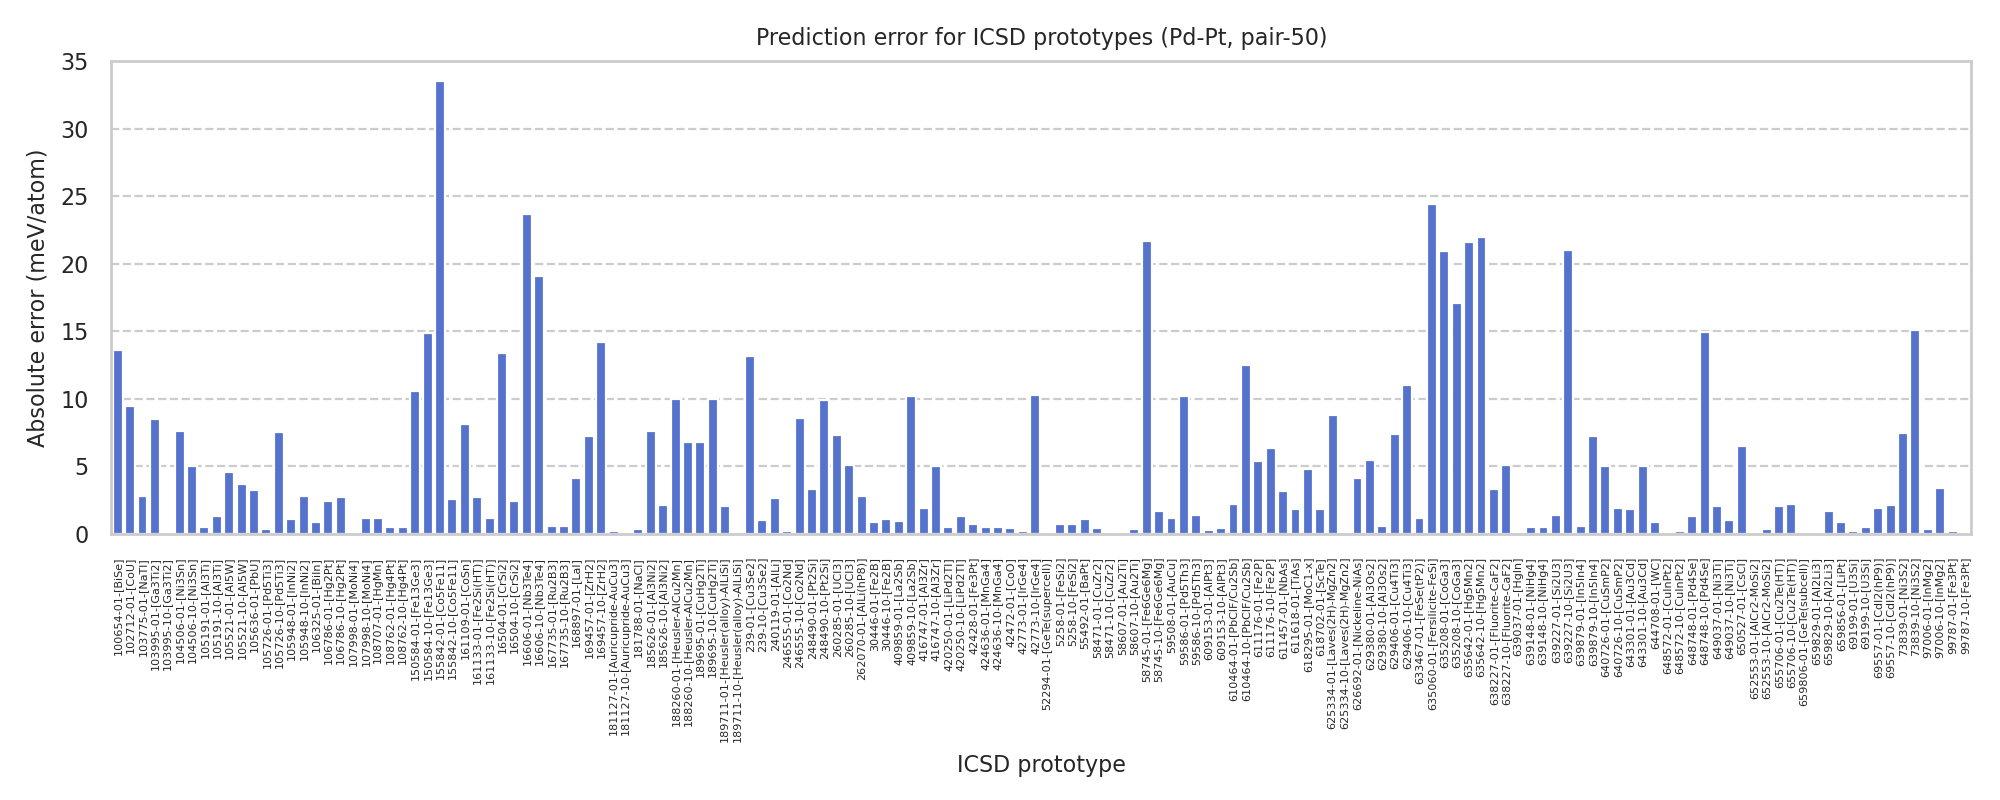 Prediction error for ICSD prototypes (Pd-Pt, pair-50)
Absolute error (meV/atom)
35
30
25
20
15
10
5
0
100654-01-[BiSe]
102712-01-[CoU]
103775-01-[NaTl]
103995-01-[Ga3Ti2]
103995-10-[Ga3Ti2]
104506-01-[Ni3Sn]
104506-10-[Ni3Sn]
105191-01-[Al3Ti]
105191-10-[Al3Ti]
105521-01-[Al5W]
105521-10-[Al5W]
105636-01-[PbU]
105726-01-[Pd5Ti3]
105726-10-[Pd5Ti3]
105948-01-[InNi2]
105948-10-[InNi2]
106325-01-[BiIn]
106786-01-[Hg2Pt]
106786-10-[Hg2Pt]
107998-01-[MoNi4]
107998-10-[MoNi4]
108707-01-[HgMn]
108762-01-[Hg4Pt]
108762-10-[Hg4Pt]
150584-01-[Fe13Ge3]
150584-10-[Fe13Ge3]
155842-01-[Co5Fe11]
155842-10-[Co5Fe11]
161109-01-[CoSn]
161133-01-[Fe2Si(HT)]
161133-10-[Fe2Si(HT)]
16504-01-[CrSi2]
16504-10-[CrSi2]
16606-01-[Nb3Te4]
16606-10-[Nb3Te4]
167735-01-[Ru2B3]
167735-10-[Ru2B3]
168897-01-[LaI]
169457-01-[ZrH2]
169457-10-[ZrH2]
181127-01-[Auricupride-AuCu3]
181127-10-[Auricupride-AuCu3]
181788-01-[NaCl]
185626-01-[Al3Ni2]
185626-10-[Al3Ni2]
188260-01-[Heusler-AlCu2Mn]
188260-10-[Heusler-AlCu2Mn]
189695-01-[CuHg2Ti]
189695-10-[CuHg2Ti]
189711-01-[Heusler(alloy)-AlLiSi]
189711-10-[Heusler(alloy)-AlLiSi]
239-01-[Cu3Se2]
239-10-[Cu3Se2]
240119-01-[AlLi]
246555-01-[Co2Nd]
246555-10-[Co2Nd]
248490-01-[Pt2Si]
248490-10-[Pt2Si]
260285-01-[UCl3]
260285-10-[UCl3]
262070-01-[AlLi(hP8)]
30446-01-[Fe2B]
30446-10-[Fe2B]
409859-01-[La2Sb]
409859-10-[La2Sb]
416747-01-[Al3Zr]
416747-10-[Al3Zr]
420250-01-[LiPd2Tl]
420250-10-[LiPd2Tl]
42428-01-[Fe3Pt]
424636-01-[MnGa4]
424636-10-[MnGa4]
42472-01-[CoO]
42773-01-[IrGe4]
42773-10-[IrGe4]
52294-01-[GeTe(supercell)]
5258-01-[FeSi2]
5258-10-[FeSi2]
55492-01-[BaPt]
58471-01-[CuZr2]
58471-10-[CuZr2]
58607-01-[Au2Ti]
58607-10-[Au2Ti]
58745-01-[Fe6Ge6Mg]
58745-10-[Fe6Ge6Mg]
59508-01-[AuCu]
59586-01-[Pd5Th3]
59586-10-[Pd5Th3]
609153-01-[AlPt3]
609153-10-[AlPt3]
610464-01-[PbClF/Cu2Sb]
610464-10-[PbClF/Cu2Sb]
611176-01-[Fe2P]
611176-10-[Fe2P]
611457-01-[NbAs]
611618-01-[TiAs]
618295-01-[MoC1-x]
618702-01-[ScTe]
625334-01-[Laves(2H)-MgZn2]
625334-10-[Laves(2H)-MgZn2]
626692-01-[Nickeline-NiAs]
629380-01-[Al3Os2]
629380-10-[Al3Os2]
629406-01-[Cu4Ti3]
629406-10-[Cu4Ti3]
633467-01-[FeSe(tP2)]
635060-01-[Fersilicite-FeSi]
635208-01-[CoGa3]
635208-10-[CoGa3]
635642-01-[Hg5Mn2]
635642-10-[Hg5Mn2]
638227-01-[Fluorite-CaF2]
638227-10-[Fluorite-CaF2]
639037-01-[HgIn]
639148-01-[NiHg4]
639148-10-[NiHg4]
639227-01-[Si2U3]
639227-10-[Si2U3]
639879-01-[In5In4]
639879-10-[In5In4]
640726-01-[CuSmP2]
640726-10-[CuSmP2]
643301-01-[Au3Cd]
643301-10-[Au3Cd]
644708-01-[WC]
648572-01-[CuInPt2]
648572-10-[CuInPt2]
648748-01-[Pd4Se]
648748-10-[Pd4Se]
649037-01-[Ni3Ti]
649037-10-[Ni3Ti]
650527-01-[CsCl]
652553-01-[AlCr2-MoSi2]
652553-10-[AlCr2-MoSi2]
655706-01-[Cu2Te(HT)]
655706-10-[Cu2Te(HT)]
659806-01-[GeTe(subcell)]
659829-01-[Al2Li3]
659829-10-[Al2Li3]
659856-01-[LiPt]
69199-01-[U3Si]
69199-10-[U3Si]
69557-01-[CdI2(hP9)]
69557-10-[CdI2(hP9)]
73839-01-[Ni3S2]
73839-10-[Ni3S2]
97006-01-[InMg2]
97006-10-[InMg2]
99787-01-[Fe3Pt]
99787-10-[Fe3Pt]
ICSD prototype